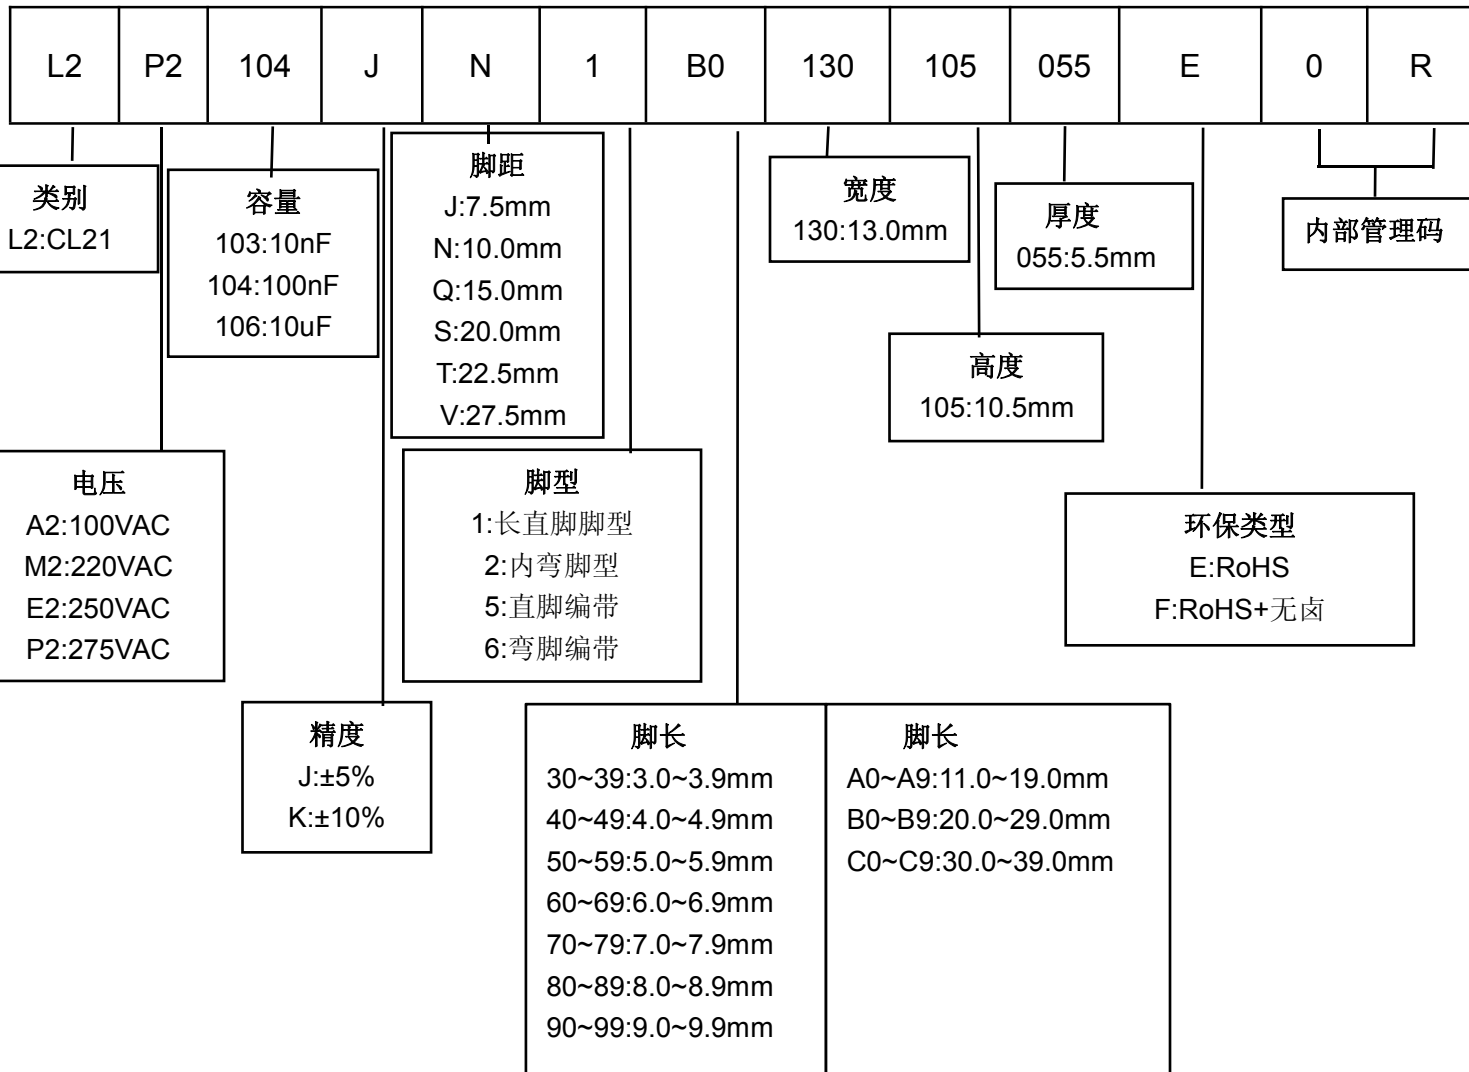 L2 P2 104 J N 1 B0 130 105 055 E 0 R
类别
L2:CL21
容量
103:10nF
104:100nF
106:10uF
脚距
J:7.5mm
N:10.0mm
Q:15.0mm
S:20.0mm
T:22.5mm
V:27.5mm
宽度
130:13.0mm
厚度
055:5.5mm
内部管理码
高度
105:10.5mm
电压
A2:100VAC
M2:220VAC
E2:250VAC
P2:275VAC
脚型
1:长直脚脚型
2:内弯脚型
5:直脚编带
6:弯脚编带
环保类型
E:RoHS
F:RoHS+无卤
精度
J:±5%
K:±10%
脚长
30~39:3.0~3.9mm
40~49:4.0~4.9mm
50~59:5.0~5.9mm
60~69:6.0~6.9mm
70~79:7.0~7.9mm
80~89:8.0~8.9mm
90~99:9.0~9.9mm
脚长
A0~A9:11.0~19.0mm
B0~B9:20.0~29.0mm
C0~C9:30.0~39.0mm